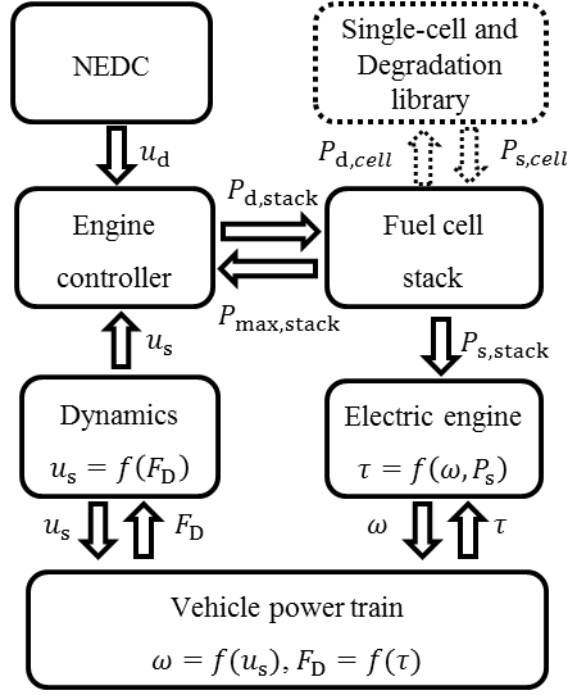 NEDC
Single-cell and
Degradation
library
u_d
P_d,cell
P_s,cell
Engine
controller
P_d,stack
P_max,stack
Fuel cell
stack
u_s
P_s,stack
Dynamics
u_s = f(F_D)
Electric engine
τ = f(ω, P_s)
u_s
F_D
ω
τ
Vehicle power train
ω = f(u_s), F_D = f(τ)